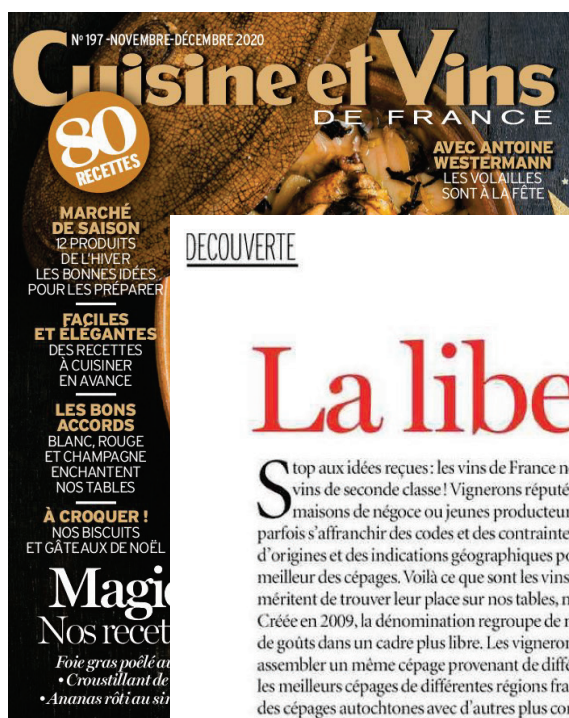 Nº 197 - NOVEMBRE-DÉCEMBRE 2020
Cuisine et Vins
DE FRANCE
80
RECETTES
AVEC ANTOINE
WESTERMANN
LES VOLAILLES
SONT À LA FÊTE
MARCHÉ
DE SAISON
12 PRODUITS
DE L'HIVER
LES BONNES IDÉES
POUR LES PRÉPARER
FACILES
ET ÉLÉGANTES
DES RECETTES
À CUISINER
EN AVANCE
LES BONS
ACCORDS
BLANC, ROUGE
ET CHAMPAGNE
ENCHANTENT
NOS TABLES
À CROQUER !
NOS BISCUITS
ET GÂTEAUX DE NOËL
Magi
Nos recet
Foie gras poêlé au
• Croustillant de
• Ananas rôti au sir
DECOUVERTE
La libe
Stop aux idées reçues : les vins de France n
vins de seconde classe ! Vignerons réputé
maisons de négoce ou jeunes producteur
parfois s'affranchir des codes et des contrainte
d'origines et des indications géographiques po
meilleur des cépages. Voilà ce que sont les vins
méritent de trouver leur place sur nos tables, n
Créée en 2009, la dénomination regroupe de
de goûts dans un cadre plus libre. Les vigneron
assembler un même cépage provenant de diffé
les meilleurs cépages de différentes régions fra
des cépages autochtones avec d'autres plus co